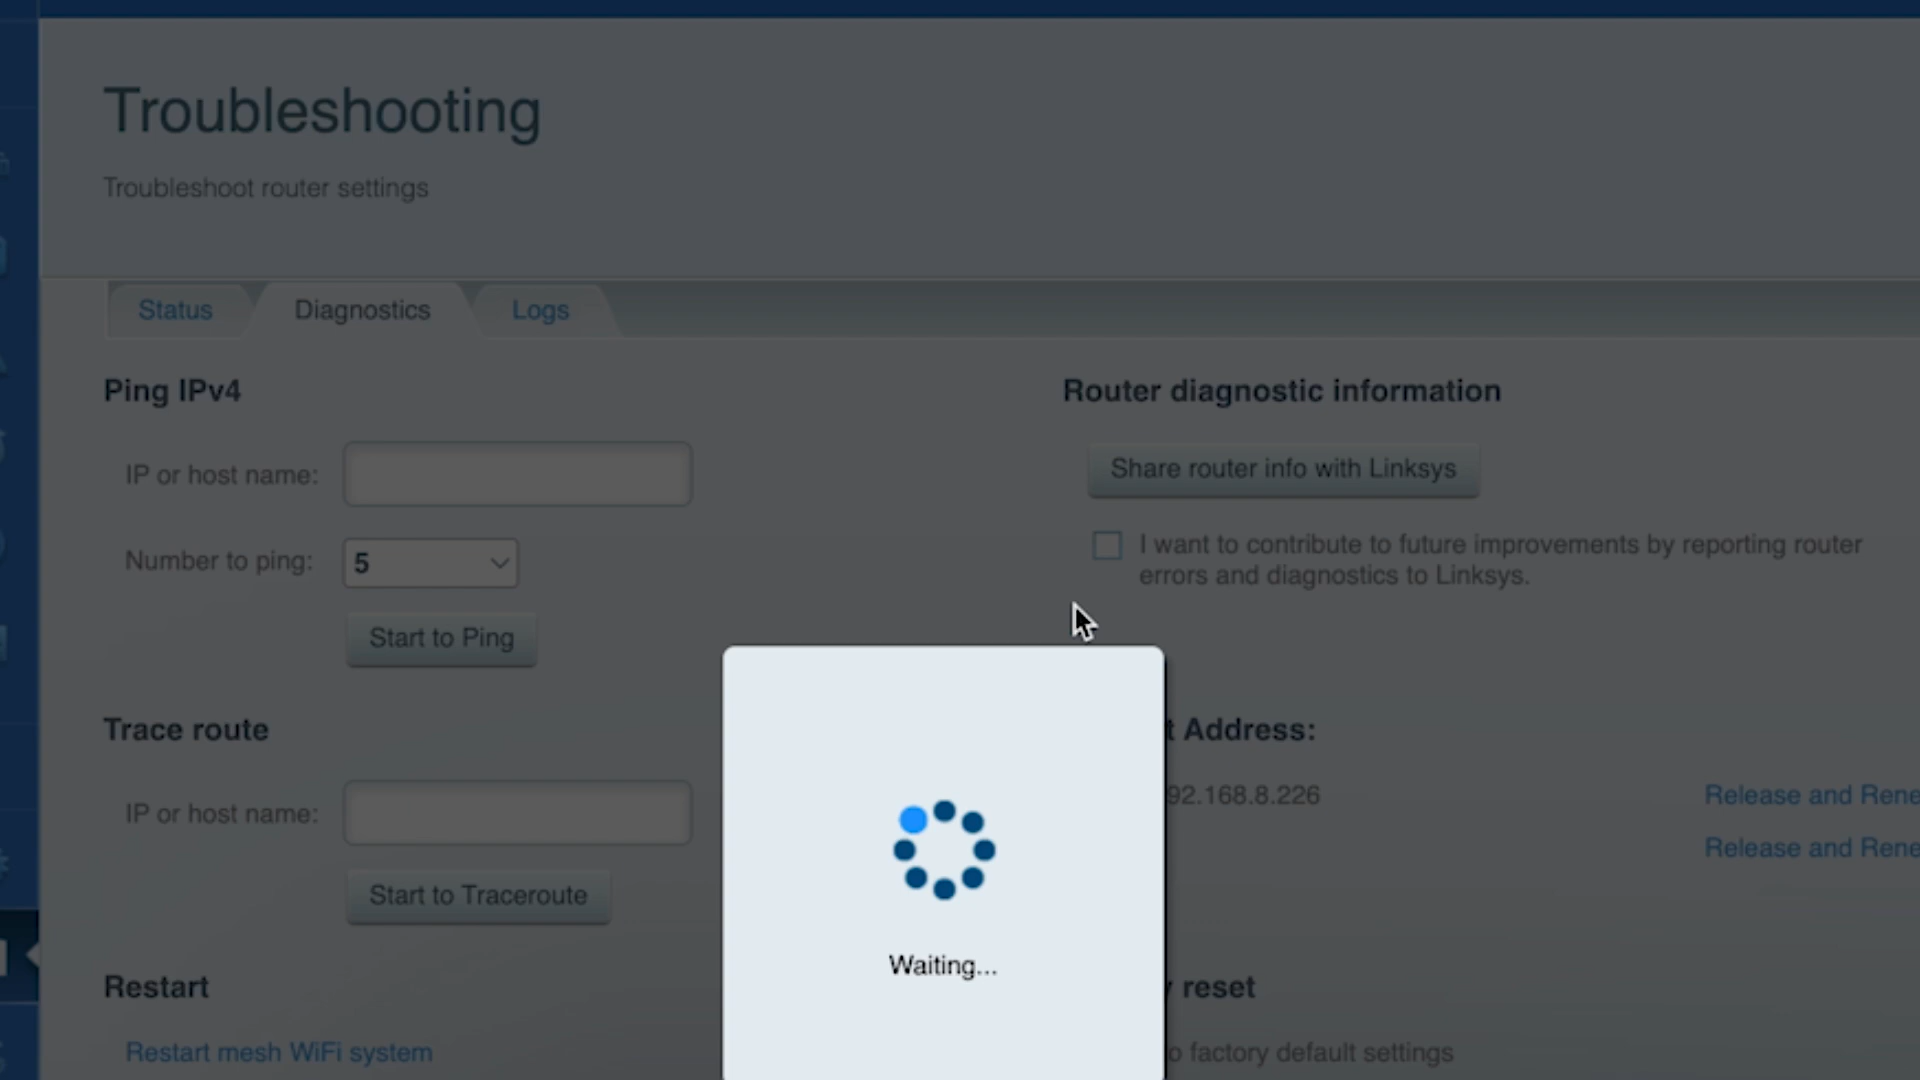 Troubleshooting
Troubleshoot router settings
Status
Diagnostics
Logs
Ping IPv4
IP or host name:
Number to ping:
5
Start to Ping
Trace route
IP or host name:
Start to Traceroute
Restart
Restart mesh WiFi system
Router diagnostic information
Share router info with Linksys
I want to contribute to future improvements by reporting router
errors and diagnostics to Linksys.
Address:
92.168.8.226
Release and Rene
Release and Rene
reset
factory default settings
Waiting...